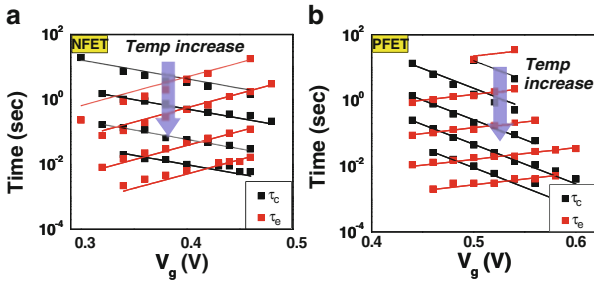 a
NFET
Temp increase
Time (sec)
10²
10⁰
10⁻²
10⁻⁴
0.3
0.4
0.5
V_g (V)
τ_c
τ_e
b
PFET
Temp
increase
Time (sec)
10²
10⁰
10⁻²
10⁻⁴
0.4
0.5
0.6
V_g (V)
τ_c
τ_e